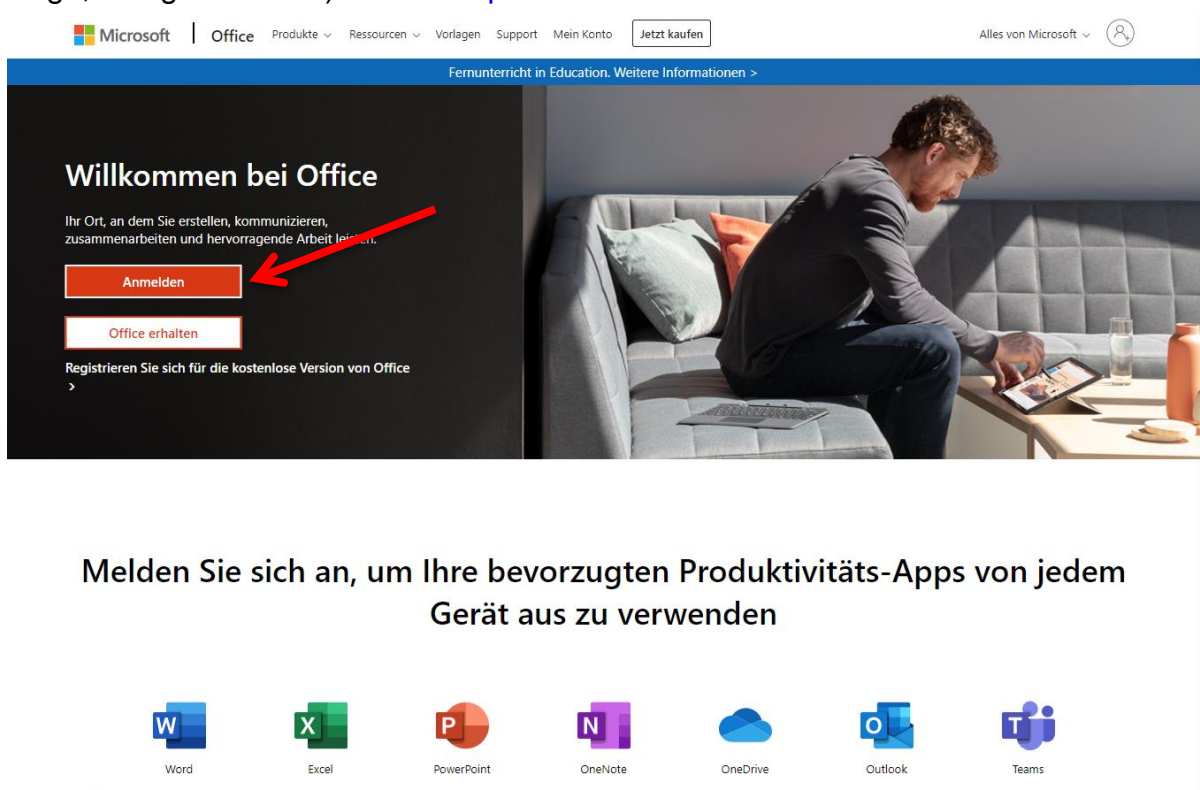 Microsoft Office Produkte Ressourcen Vorlagen Support Mein Konto Jetzt kaufen Alles von Microsoft
Fernunterricht in Education. Weitere Informationen >
Willkommen bei Office
Ihr Ort, an dem Sie erstellen, kommunizieren,
zusammenarbeiten und hervorragende Arbeit leisten.
Anmelden
Office erhalten
Registrieren Sie sich für die kostenlose Version von Office
>
Melden Sie sich an, um Ihre bevorzugten Produktivitäts-Apps von jedem
Gerät aus zu verwenden
Word Excel PowerPoint OneNote OneDrive Outlook Teams